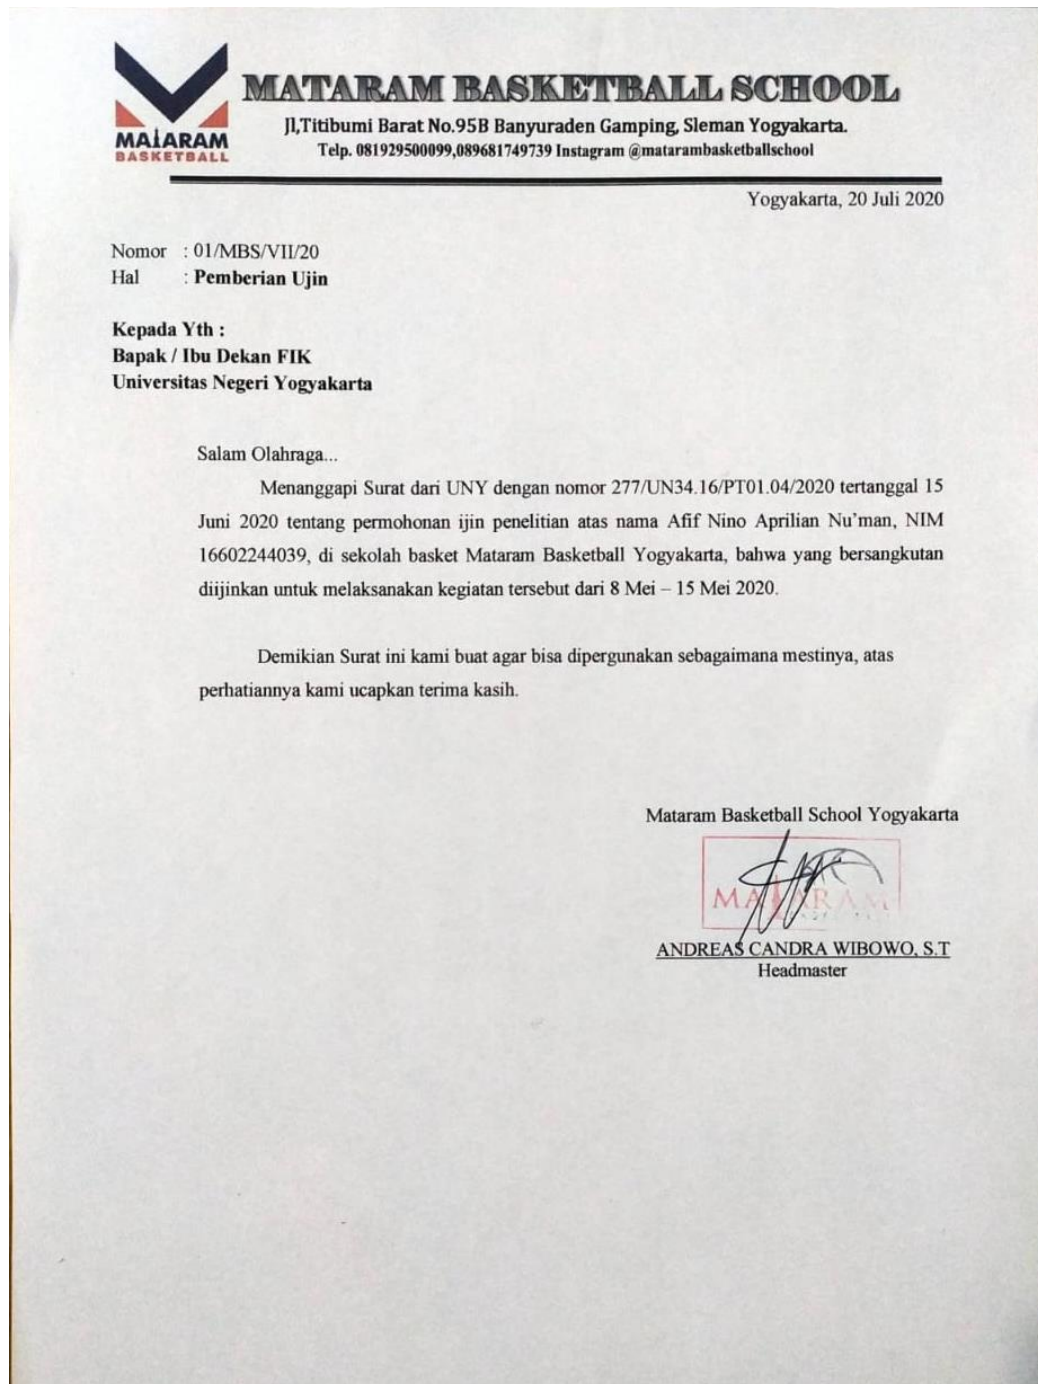 MATARAM
BASKETBALL
MATARAM BASKETBALL SCHOOL
Jl,Titibumi Barat No.95B Banyuraden Gamping, Sleman Yogyakarta.
Telp. 081929500099,089681749739 Instagram @matarambasketballschool
Yogyakarta, 20 Juli 2020
Nomor : 01/MBS/VII/20
Hal : Pemberian Ujin
Kepada Yth :
Bapak / Ibu Dekan FIK
Universitas Negeri Yogyakarta
Salam Olahraga...
Menanggapi Surat dari UNY dengan nomor 277/UN34.16/PT01.04/2020 tertanggal 15
Juni 2020 tentang permohonan ijin penelitian atas nama Afif Nino Aprilian Nu'man, NIM
16602244039, di sekolah basket Mataram Basketball Yogyakarta, bahwa yang bersangkutan
diijinkan untuk melaksanakan kegiatan tersebut dari 8 Mei – 15 Mei 2020.
Demikian Surat ini kami buat agar bisa dipergunakan sebagaimana mestinya, atas
perhatiannya kami ucapkan terima kasih.
Mataram Basketball School Yogyakarta
MATARAM
ANDREAS CANDRA WIBOWO, S.T
Headmaster